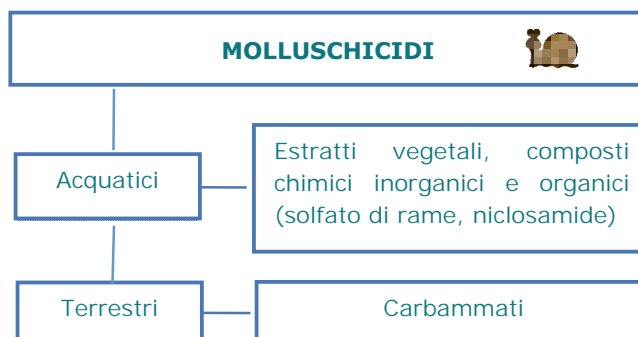 MOLLUSCHICIDI
Acquatici
Estratti vegetali, composti
chimici inorganici e organici
(solfato di rame, niclosamide)
Terrestri
Carbammati